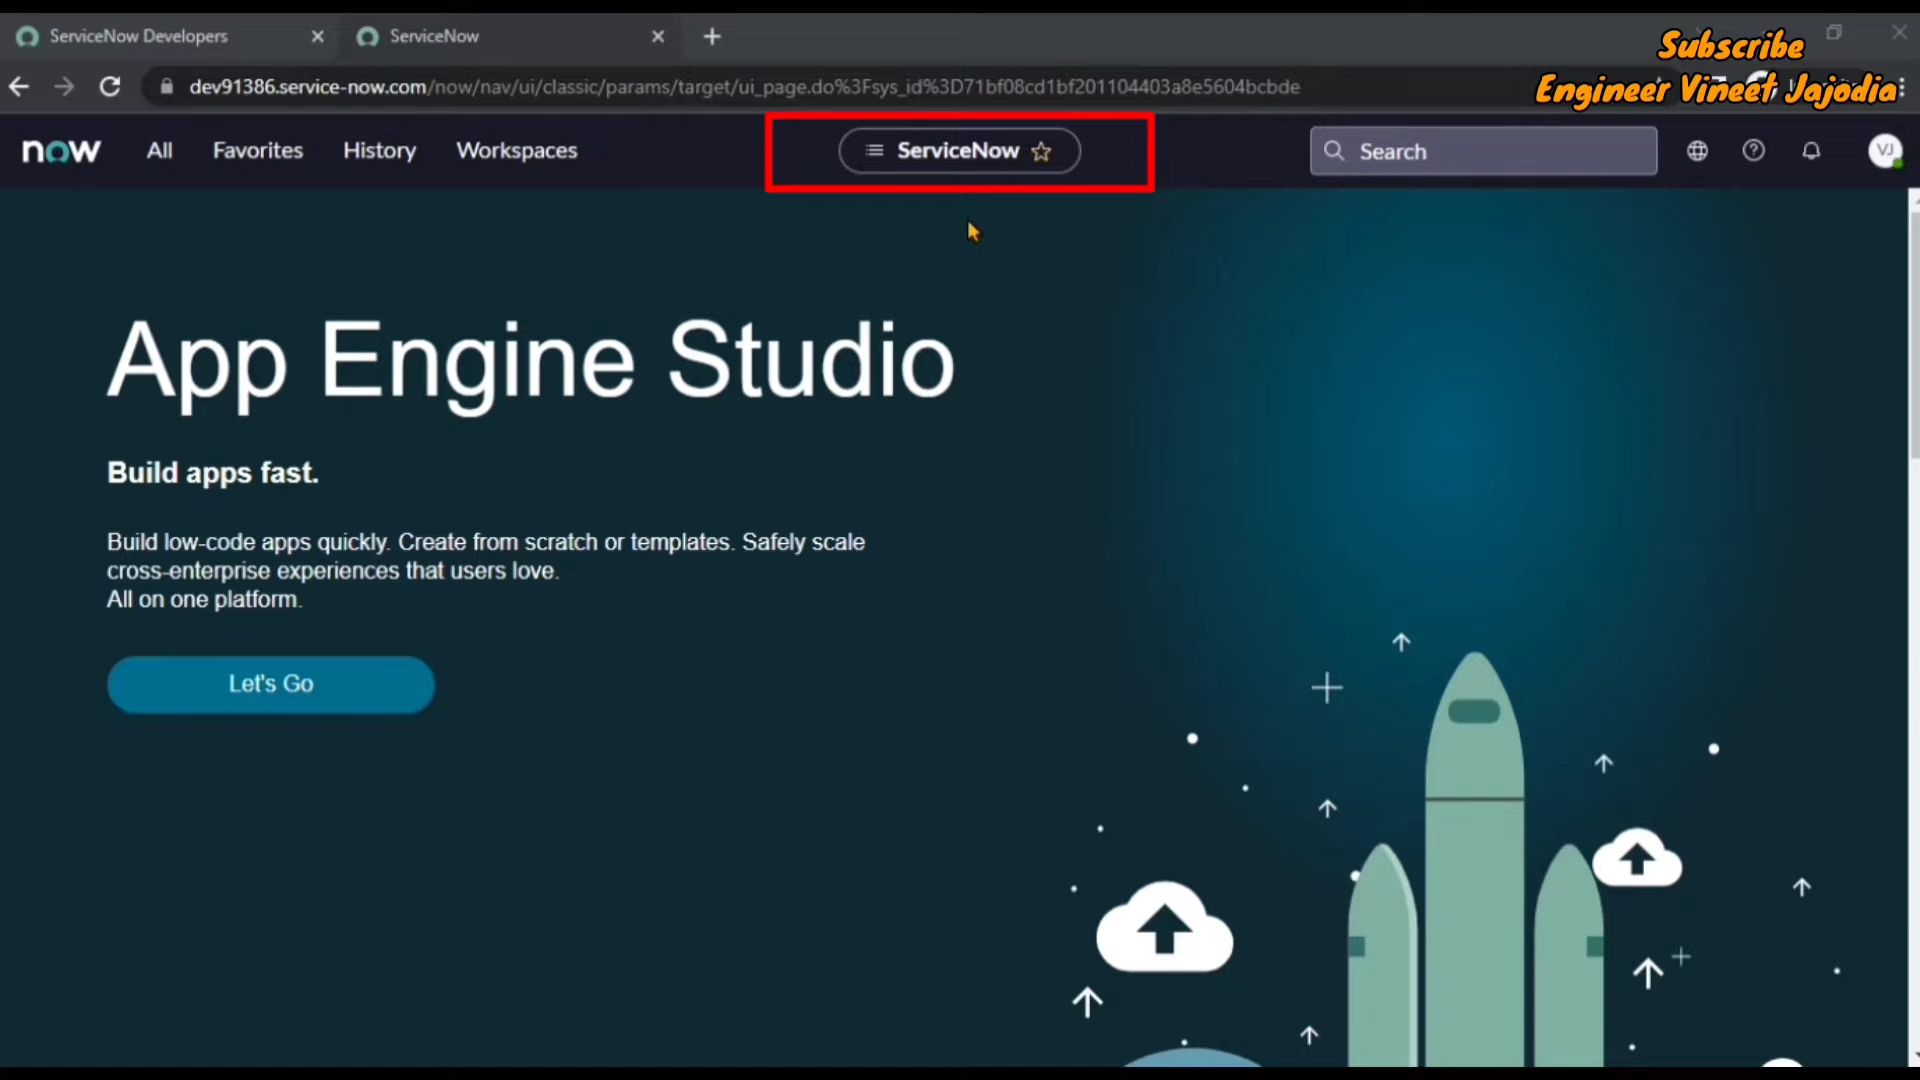 ServiceNow Developers
ServiceNow
Subscribe
Engineer Vineet Jajodia
dev91386.service-now.com/now/nav/ui/classic/params/target/ui_page.do%3Fsys_id%3D71bf08cd1bf201104403a8e5604bcbde
now All Favorites History Workspaces ServiceNow Search VJ
App Engine Studio
Build apps fast.
Build low-code apps quickly. Create from scratch or templates. Safely scale
cross-enterprise experiences that users love.
All on one platform.
Let's Go